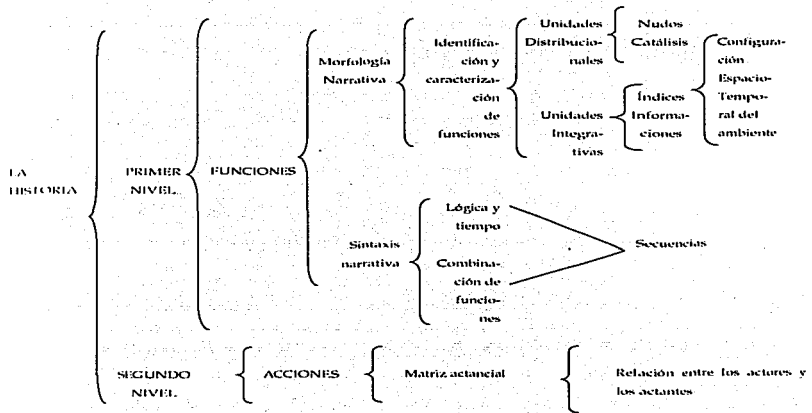 LA
HISTORIA
PRIMER
NIVEL
FUNCIONES
Morfología
Narrativa
Identific-
ación y
caracteriza-
ción
de
funciones
Unidades
Distribucio-
nales
Nudos
Catálisis
Unidades
Integra-
tivas
Índices
Informa-
ciones
Configura-
ción
Espacio-
Tempo-
ral del
ambiente
Sintaxis
narrativa
Lógica y
tiempo
Combina-
ción de
funcio-
nes
Secuencias
SEGUNDO
NIVEL
ACCIONES
Matriz actancial
Relación entre los actores y
los actantes